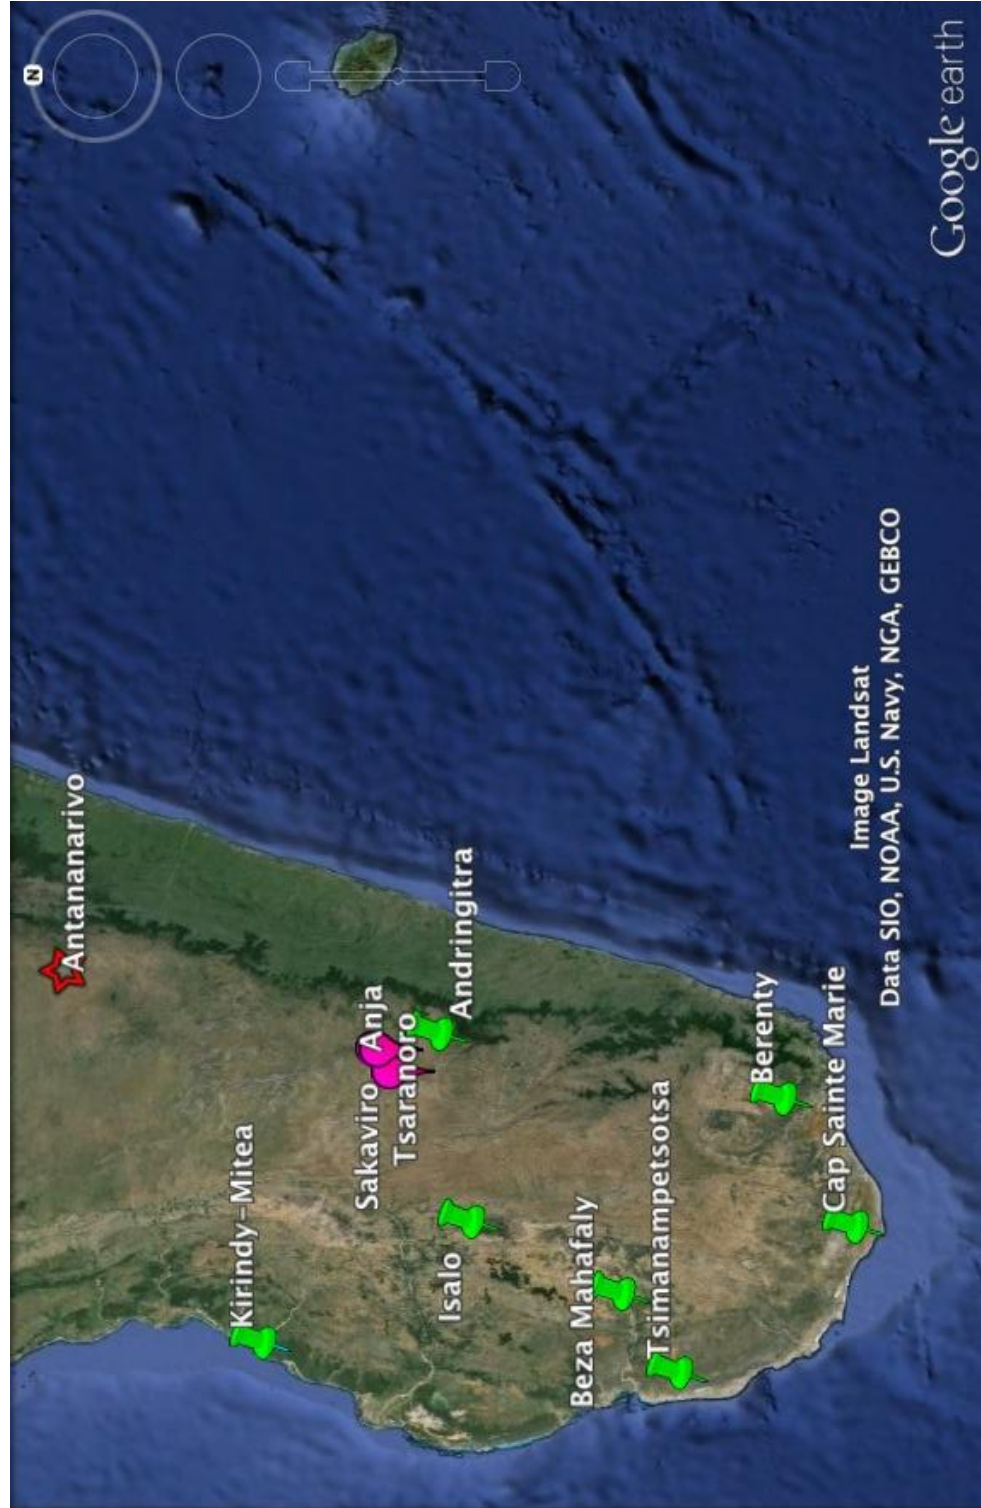 N
Antananarivo
Kirindy-Mitea
Sakaviro
Anja
Tsaranoro
Andringitra
Isalo
Beza Mahafaly
Tsimanampetsotsa
Berenty
Cap Sainte Marie
Image Landsat
Data SIO, NOAA, U.S. Navy, NGA, GEBCO
Google earth